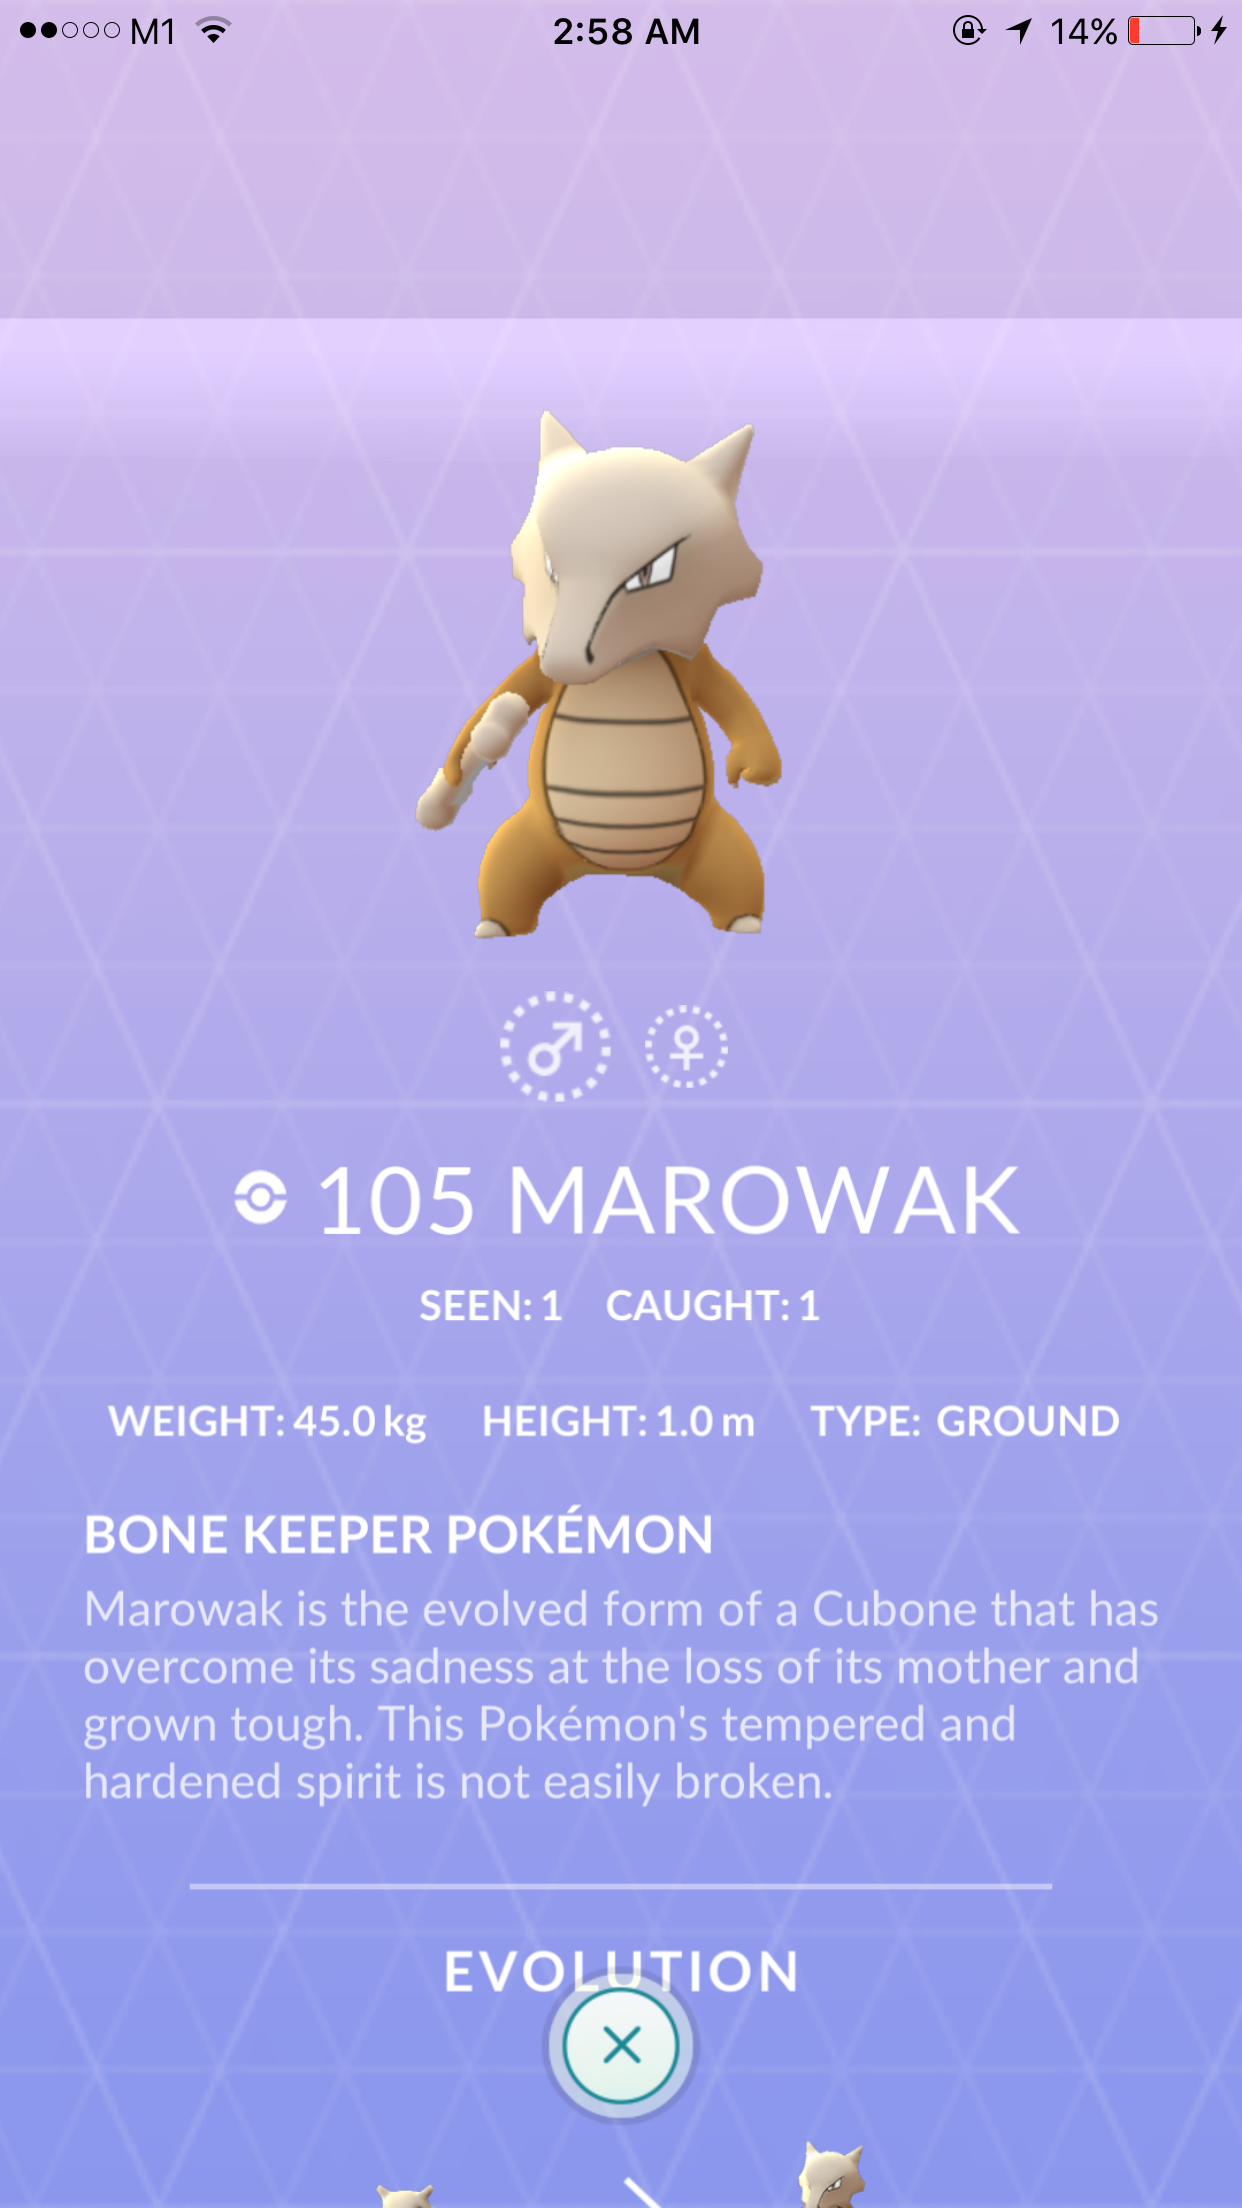 M1 2:58 AM 14%
105 MAROWAK
SEEN: 1 CAUGHT: 1
WEIGHT: 45.0 kg HEIGHT: 1.0 m TYPE: GROUND
BONE KEEPER POKÉMON
Marowak is the evolved form of a Cubone that has
overcome its sadness at the loss of its mother and
grown tough. This Pokémon's tempered and
hardened spirit is not easily broken.
EVOLUTION